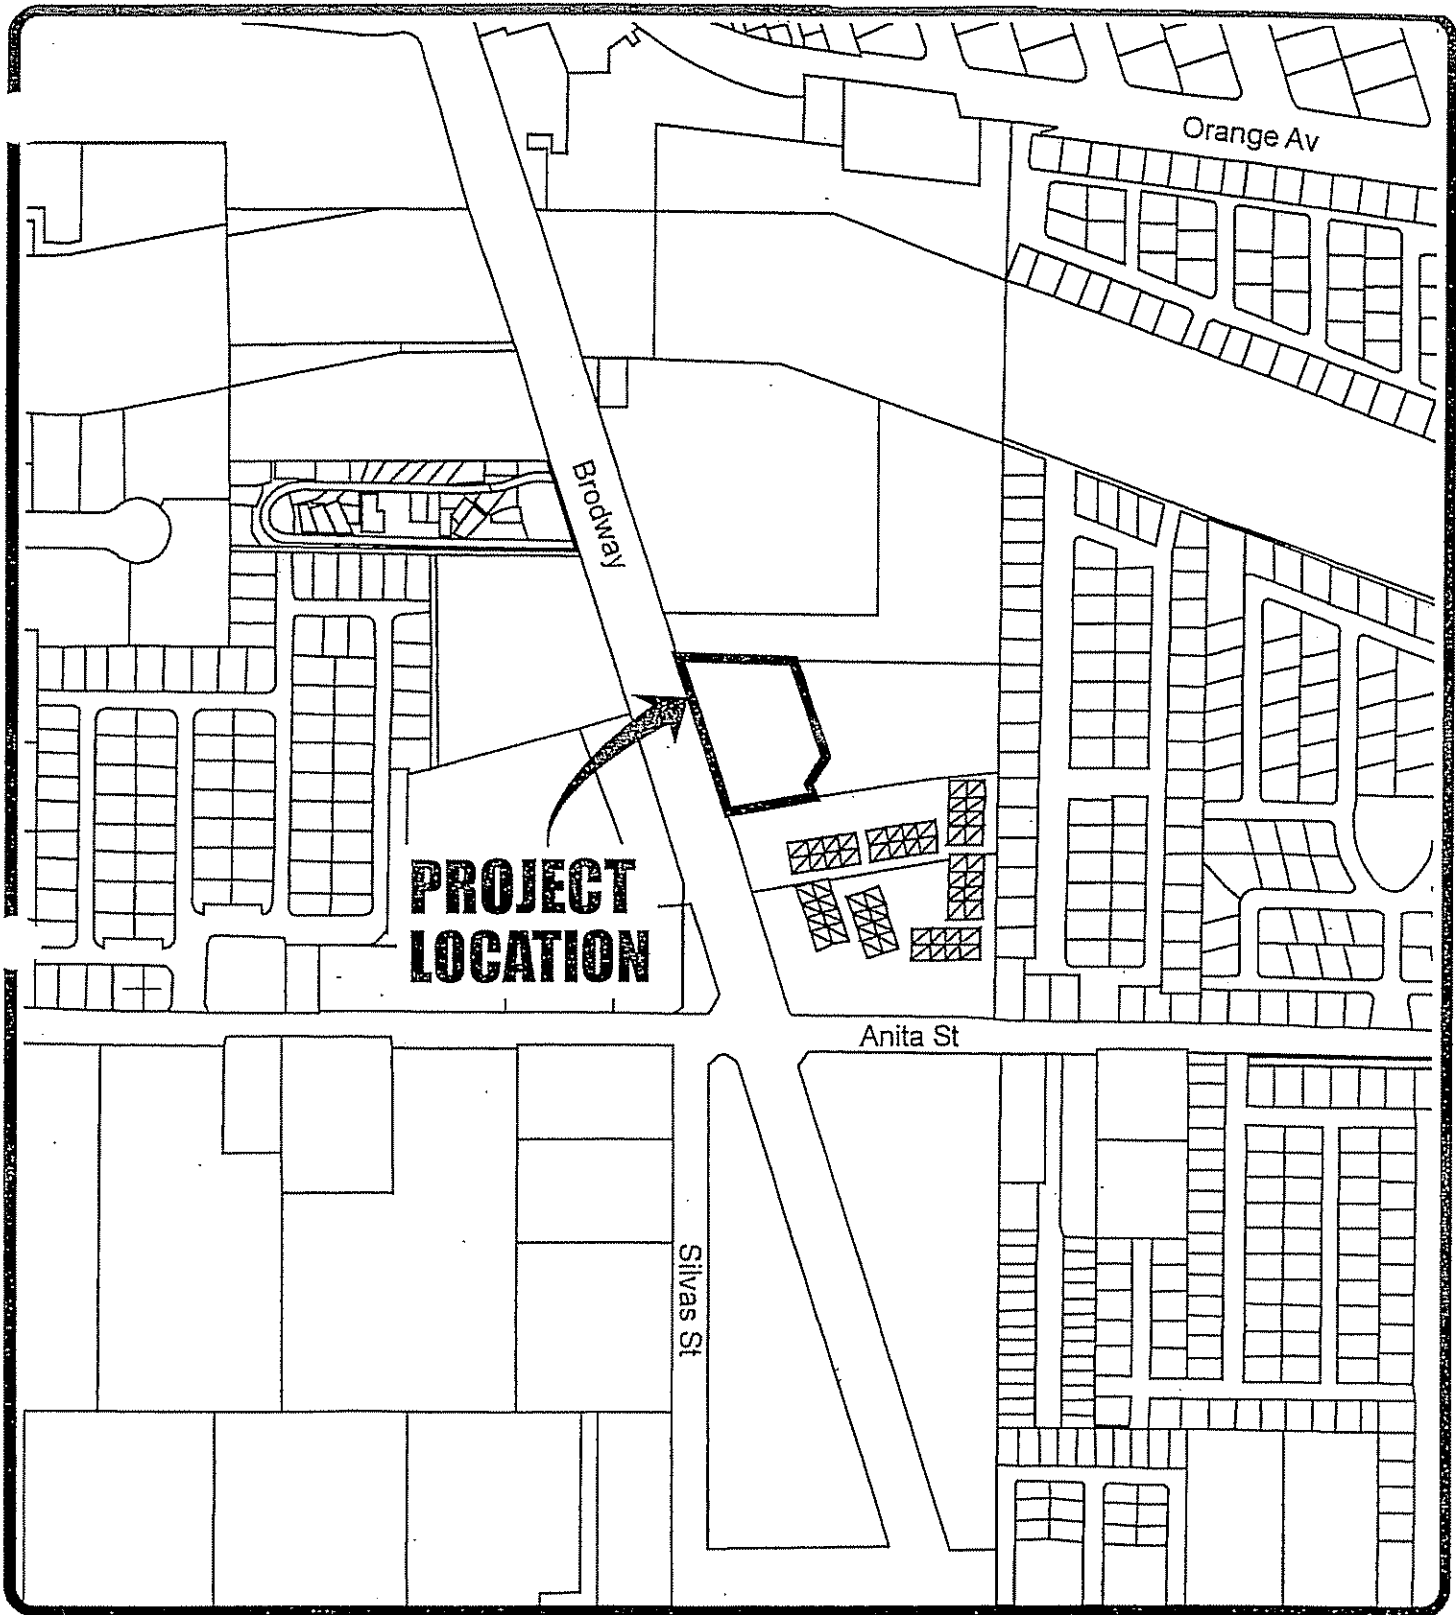 Orange Av
Brodway
PROJECT
LOCATION
Anita St
Silvas St